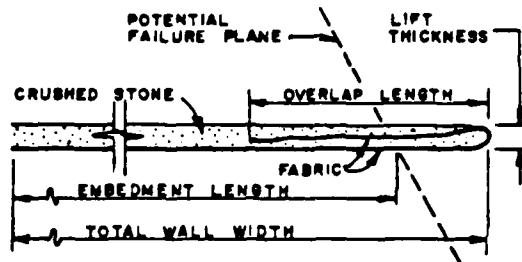 POTENTIAL
FAILURE PLANE
LIFT
THICKNESS
CRUSHED STONE
OVERLAP LENGTH
FABRIC
EMBEDMENT LENGTH
TOTAL WALL WIDTH